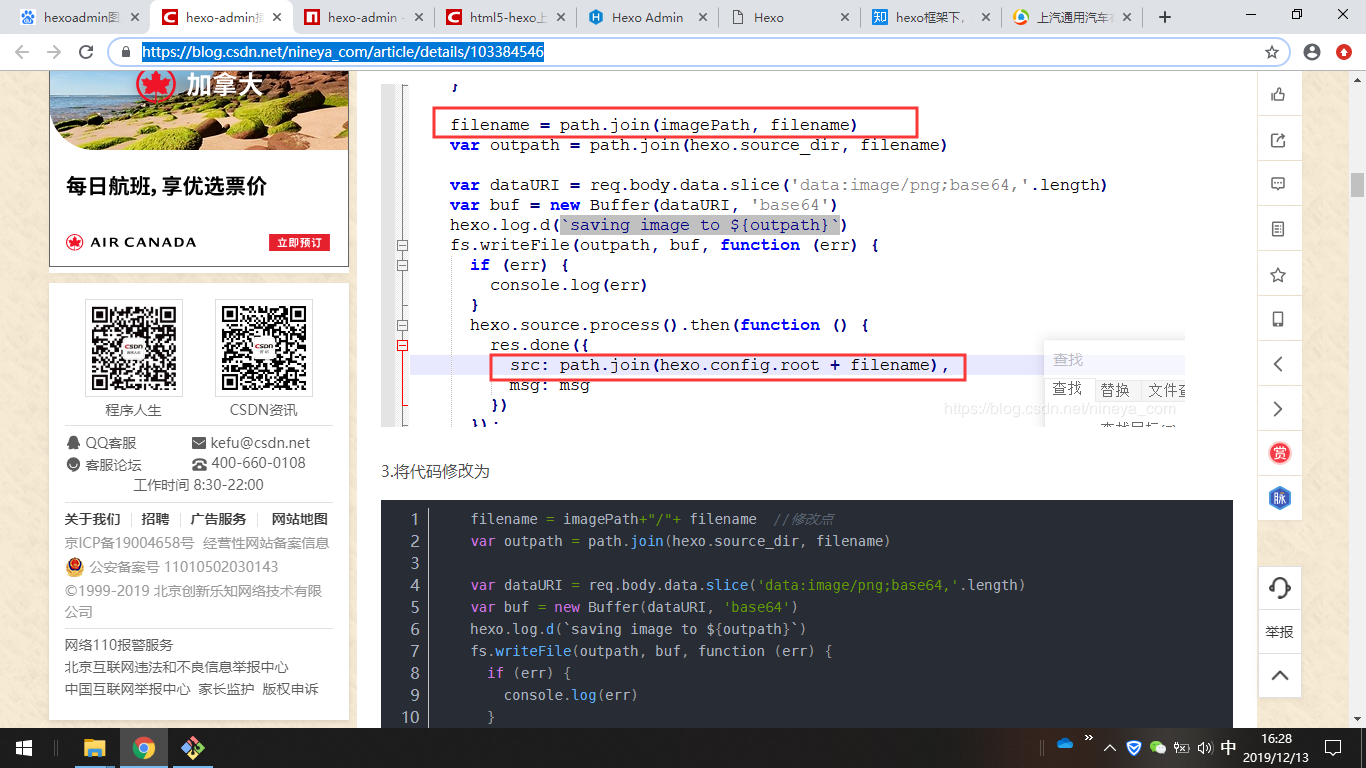 hexoadmin图
hexo-admin插
hexo-admin -
html5-hexo上
Hexo Admin
Hexo
知
hexo框架下,
上汽通用汽车
https://blog.csdn.net/nineya_com/article/details/103384546
加拿大
每日航班, 享优选票价
AIR CANADA
立即预订
程序人生
CSDN资讯
QQ客服
kefu@csdn.net
客服论坛
400-660-0108
工作时间 8:30-22:00
关于我们
招聘
广告服务
网站地图
京ICP备19004658号 经营性网站备案信息
公安备案号 11010502030143
©1999-2019 北京创新乐知网络技术有限
公司
网络110报警服务
北京互联网违法和不良信息举报中心
中国互联网举报中心 家长监护 版权申诉
}
filename = path.join(imagePath, filename)
var outpath = path.join(hexo.source_dir, filename)
var dataURI = req.body.data.slice('data:image/png;base64,'.length)
var buf = new Buffer(dataURI, 'base64')
hexo.log.d(`saving image to ${outpath}`)
fs.writeFile(outpath, buf, function (err) {
if (err) {
console.log(err)
}
hexo.source.process().then(function () {
res.done({
src: path.join(hexo.config.root + filename),
msg: msg
})
});
查找
查找
替换
文件查
https://blog.csdn.net/nineya_com
3.将代码修改为
1 filename = imagePath+"/"+ filename //修改点
2 var outpath = path.join(hexo.source_dir, filename)
3
4 var dataURI = req.body.data.slice('data:image/png;base64,'.length)
5 var buf = new Buffer(dataURI, 'base64')
6 hexo.log.d(`saving image to ${outpath}`)
7 fs.writeFile(outpath, buf, function (err) {
8 if (err) {
9 console.log(err)
10 }
赏
脉
举报
中
16:28
2019/12/13